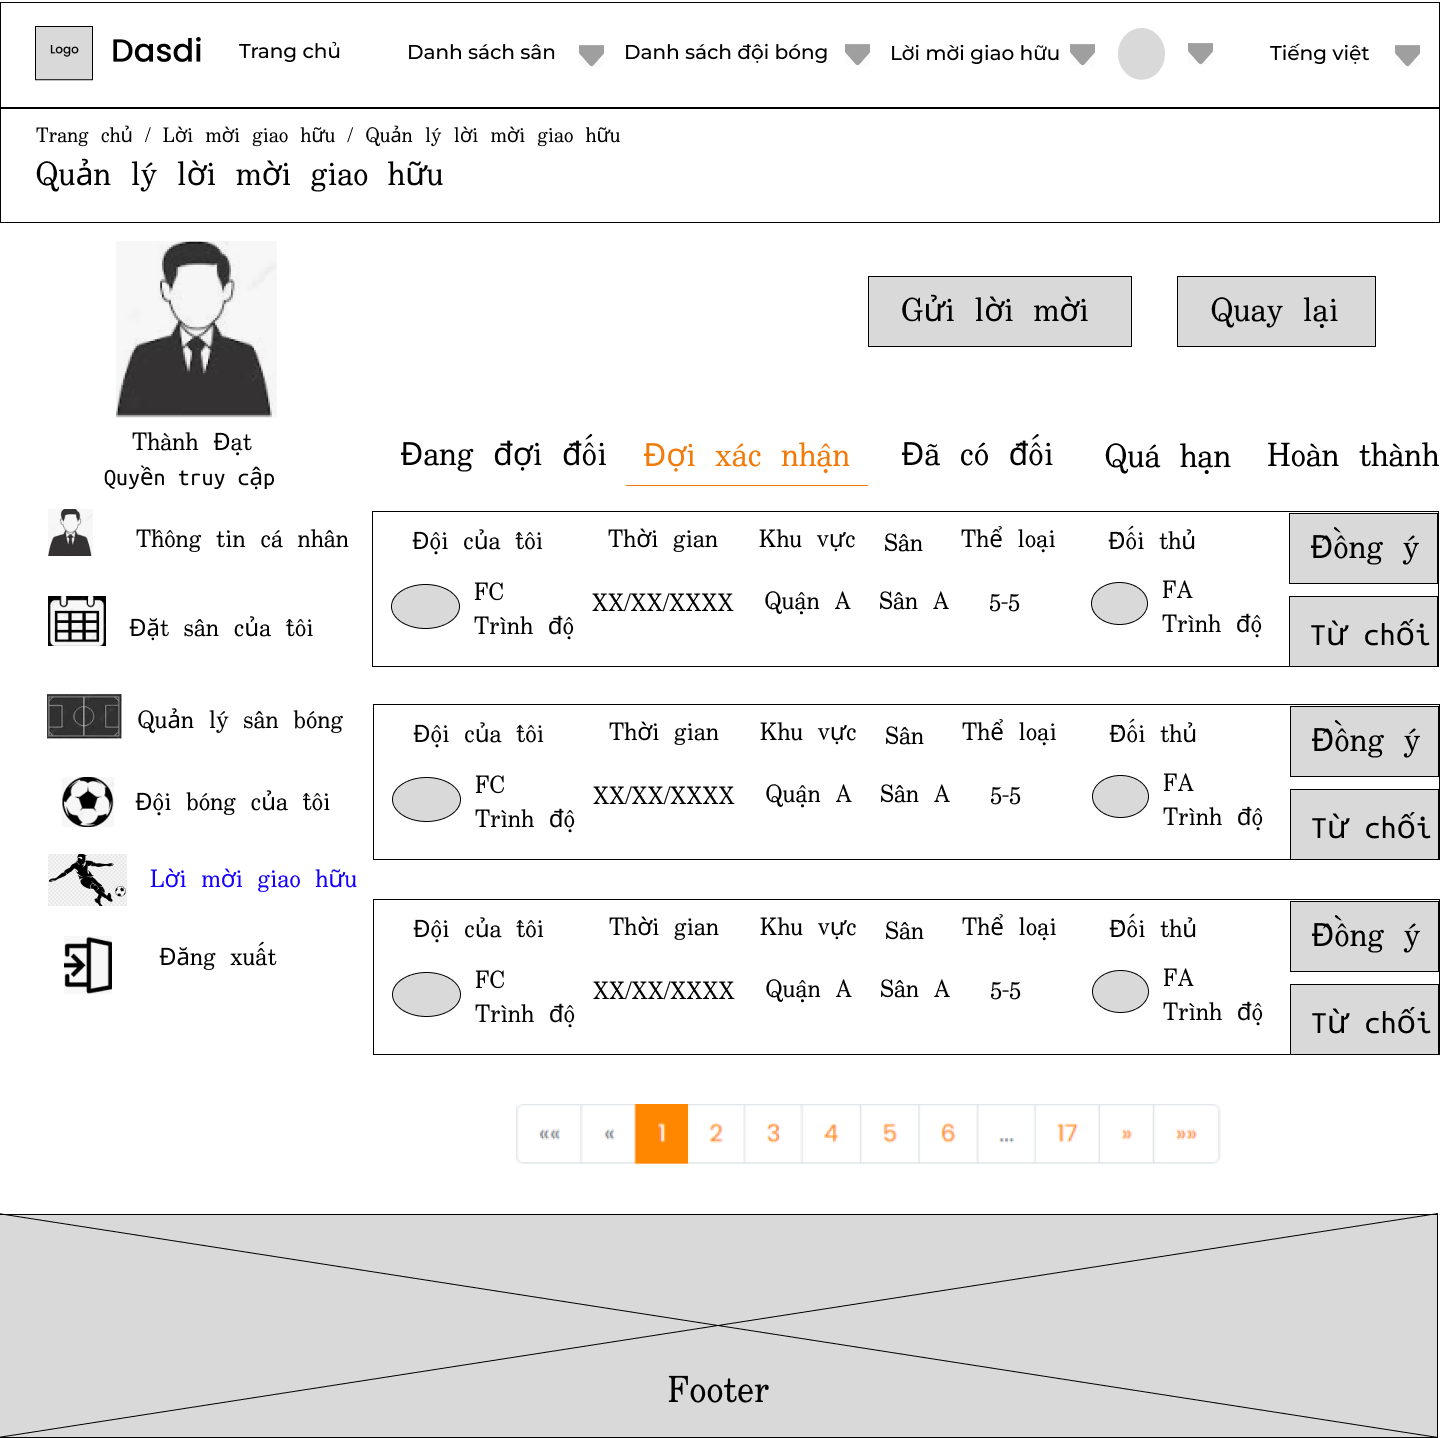 Logo Dasdi Trang chủ Danh sách sân Danh sách đội bóng Lời mời giao hữu Tiếng việt
Trang chủ / Lời mời giao hữu / Quản lý lời mời giao hữu
Quản lý lời mời giao hữu
Gửi lời mời Quay lại
Thành Đạt
Quyền truy cập
Thông tin cá nhân
Đặt sân của tôi
Quản lý sân bóng
Đội bóng của tôi
Lời mời giao hữu
Đăng xuất
Đang đợi đối Đợi xác nhận Đã có đối Quá hạn Hoàn thành
Đội của tôi Thời gian Khu vực Sân Thể loại Đối thủ Đồng ý
FC XX/XX/XXXX Quận A Sân A 5-5 FA
Trình độ Trình độ Từ chối
Đội của tôi Thời gian Khu vực Sân Thể loại Đối thủ Đồng ý
FC XX/XX/XXXX Quận A Sân A 5-5 FA
Trình độ Trình độ Từ chối
Đội của tôi Thời gian Khu vực Sân Thể loại Đối thủ Đồng ý
FC XX/XX/XXXX Quận A Sân A 5-5 FA
Trình độ Trình độ Từ chối
«« « 1 2 3 4 5 6 ... 17 » »»
Footer